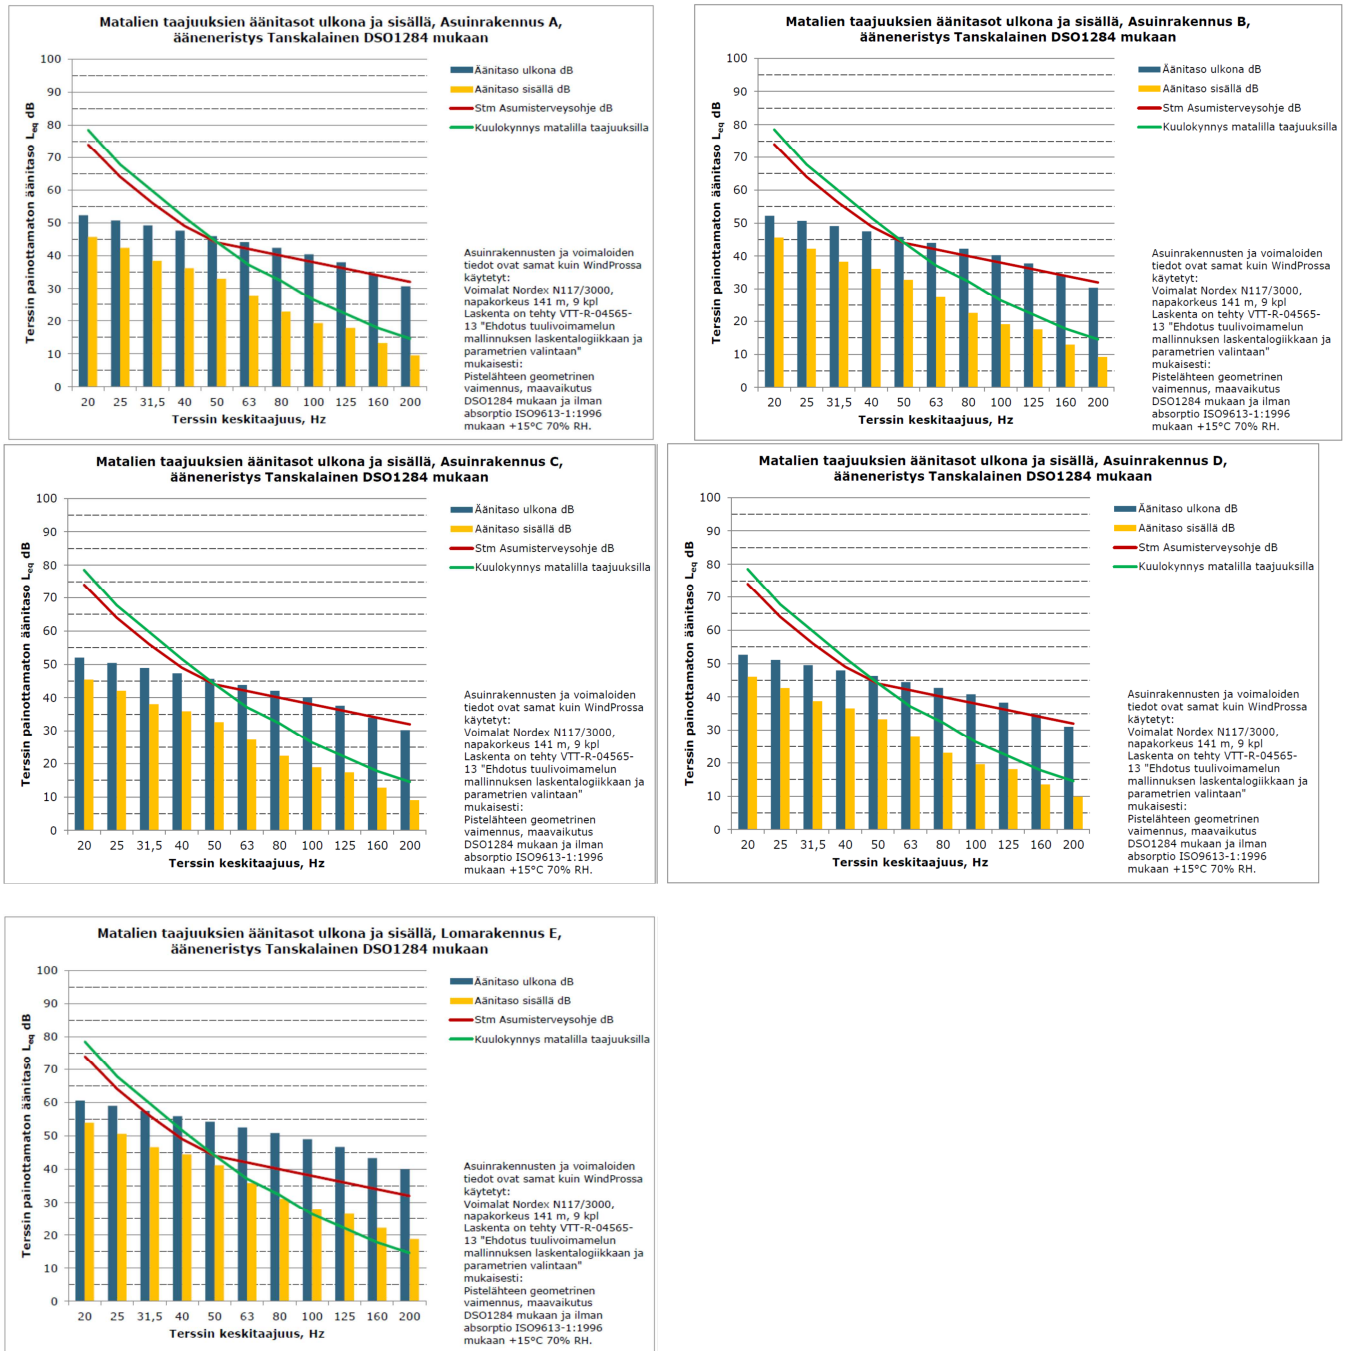 Matalien taajuuksien äänitasot ulkona ja sisällä, Asuinrakennus A,
ääneneristys Tanskalainen DSO1284 mukaan
Terssin painottamaton äänitaso Leq dB
100
90
80
70
60
50
40
30
20
10
0
20 25 31,5 40 50 63 80 100 125 160 200
Terssin keskitaajuus, Hz
Äänitaso ulkona dB
Aänitaso sisällä dB
Stm Asumisterveysohje dB
Kuulokynnys matalilla taajuuksilla
Asuinrakennusten ja voimaloiden
tiedot ovat samat kuin WindProssa
käytetyt:
Voimalat Nordex N117/3000,
napakorkeus 141 m, 9 kpl
Laskenta on tehty VTT-R-04565-
13 "Ehdotus tuulivoimamelun
mallinnuksen laskentalogiikkaan ja
parametrien valintaan"
mukaisesti:
Pistelähteen geometrinen
vaimennus, maavaikutus
DSO1284 mukaan ja ilman
absorptio ISO9613-1:1996
mukaan +15°C 70% RH.
Matalien taajuuksien äänitasot ulkona ja sisällä, Asuinrakennus B,
ääneneristys Tanskalainen DSO1284 mukaan
Terssin painottamaton äänitaso Leq dB
100
90
80
70
60
50
40
30
20
10
0
20 25 31,5 40 50 63 80 100 125 160 200
Terssin keskitaajuus, Hz
Äänitaso ulkona dB
Aänitaso sisällä dB
Stm Asumisterveysohje dB
Kuulokynnys matalilla taajuuksilla
Asuinrakennusten ja voimaloiden
tiedot ovat samat kuin WindProssa
käytetyt:
Voimalat Nordex N117/3000,
napakorkeus 141 m, 9 kpl
Laskenta on tehty VTT-R-04565-
13 "Ehdotus tuulivoimamelun
mallinnuksen laskentalogiikkaan ja
parametrien valintaan"
mukaisesti:
Pistelähteen geometrinen
vaimennus, maavaikutus
DSO1284 mukaan ja ilman
absorptio ISO9613-1:1996
mukaan +15°C 70% RH.
Matalien taajuuksien äänitasot ulkona ja sisällä, Asuinrakennus C,
ääneneristys Tanskalainen DSO1284 mukaan
Terssin painottamaton äänitaso Leq dB
100
90
80
70
60
50
40
30
20
10
0
20 25 31,5 40 50 63 80 100 125 160 200
Terssin keskitaajuus, Hz
Äänitaso ulkona dB
Aänitaso sisällä dB
Stm Asumisterveysohje dB
Kuulokynnys matalilla taajuuksilla
Asuinrakennusten ja voimaloiden
tiedot ovat samat kuin WindProssa
käytetyt:
Voimalat Nordex N117/3000,
napakorkeus 141 m, 9 kpl
Laskenta on tehty VTT-R-04565-
13 "Ehdotus tuulivoimamelun
mallinnuksen laskentalogiikkaan ja
parametrien valintaan"
mukaisesti:
Pistelähteen geometrinen
vaimennus, maavaikutus
DSO1284 mukaan ja ilman
absorptio ISO9613-1:1996
mukaan +15°C 70% RH.
Matalien taajuuksien äänitasot ulkona ja sisällä, Asuinrakennus D,
ääneneristys Tanskalainen DSO1284 mukaan
Terssin painottamaton äänitaso Leq dB
100
90
80
70
60
50
40
30
20
10
0
20 25 31,5 40 50 63 80 100 125 160 200
Terssin keskitaajuus, Hz
Äänitaso ulkona dB
Aänitaso sisällä dB
Stm Asumisterveysohje dB
Kuulokynnys matalilla taajuuksilla
Asuinrakennusten ja voimaloiden
tiedot ovat samat kuin WindProssa
käytetyt:
Voimalat Nordex N117/3000,
napakorkeus 141 m, 9 kpl
Laskenta on tehty VTT-R-04565-
13 "Ehdotus tuulivoimamelun
mallinnuksen laskentalogiikkaan ja
parametrien valintaan"
mukaisesti:
Pistelähteen geometrinen
vaimennus, maavaikutus
DSO1284 mukaan ja ilman
absorptio ISO9613-1:1996
mukaan +15°C 70% RH.
Matalien taajuuksien äänitasot ulkona ja sisällä, Lomarakennus E,
ääneneristys Tanskalainen DSO1284 mukaan
Terssin painottamaton äänitaso Leq dB
100
90
80
70
60
50
40
30
20
10
0
20 25 31,5 40 50 63 80 100 125 160 200
Terssin keskitaajuus, Hz
Äänitaso ulkona dB
Aänitaso sisällä dB
Stm Asumisterveysohje dB
Kuulokynnys matalilla taajuuksilla
Asuinrakennusten ja voimaloiden
tiedot ovat samat kuin WindProssa
käytetyt:
Voimalat Nordex N117/3000,
napakorkeus 141 m, 9 kpl
Laskenta on tehty VTT-R-04565-
13 "Ehdotus tuulivoimamelun
mallinnuksen laskentalogiikkaan ja
parametrien valintaan"
mukaisesti:
Pistelähteen geometrinen
vaimennus, maavaikutus
DSO1284 mukaan ja ilman
absorptio ISO9613-1:1996
mukaan +15°C 70% RH.